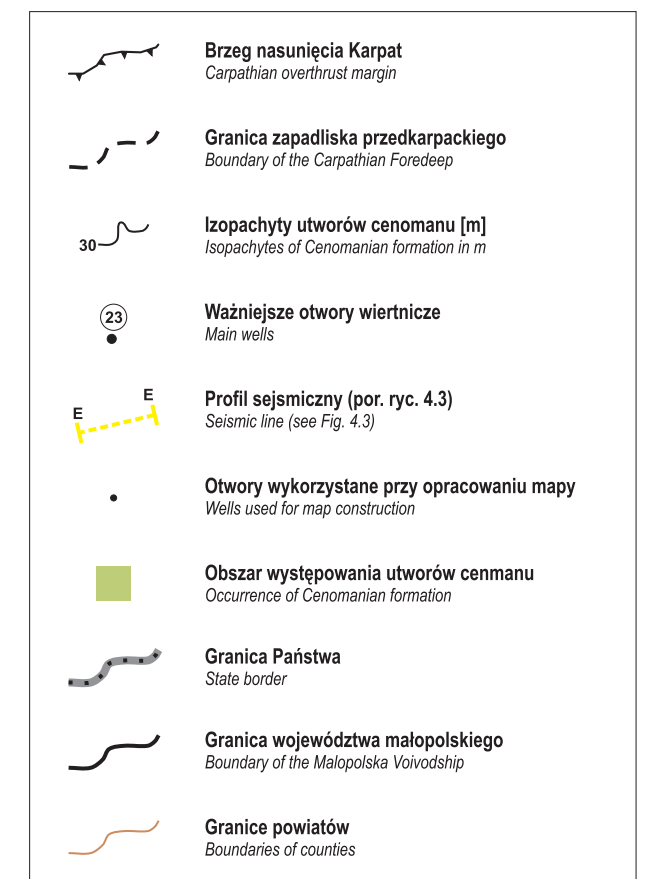 Brzeg nasunięcia Karpat
Carpathian overthrust margin
Granica zapadliska przedkarpackiego
Boundary of the Carpathian Foredeep
30
Izopachyty utworów cenomanu [m]
Isopachytes of Cenomanian formation in m
23
Ważniejsze otwory wiertnicze
Main wells
E
E
Profil sejsmiczny (por. ryc. 4.3)
Seismic line (see Fig. 4.3)
Otwory wykorzystane przy opracowaniu mapy
Wells used for map construction
Obszar występowania utworów cenmanu
Occurrence of Cenomanian formation
Granica Państwa
State border
Granica województwa małopolskiego
Boundary of the Malopolska Voivodship
Granice powiatów
Boundaries of counties